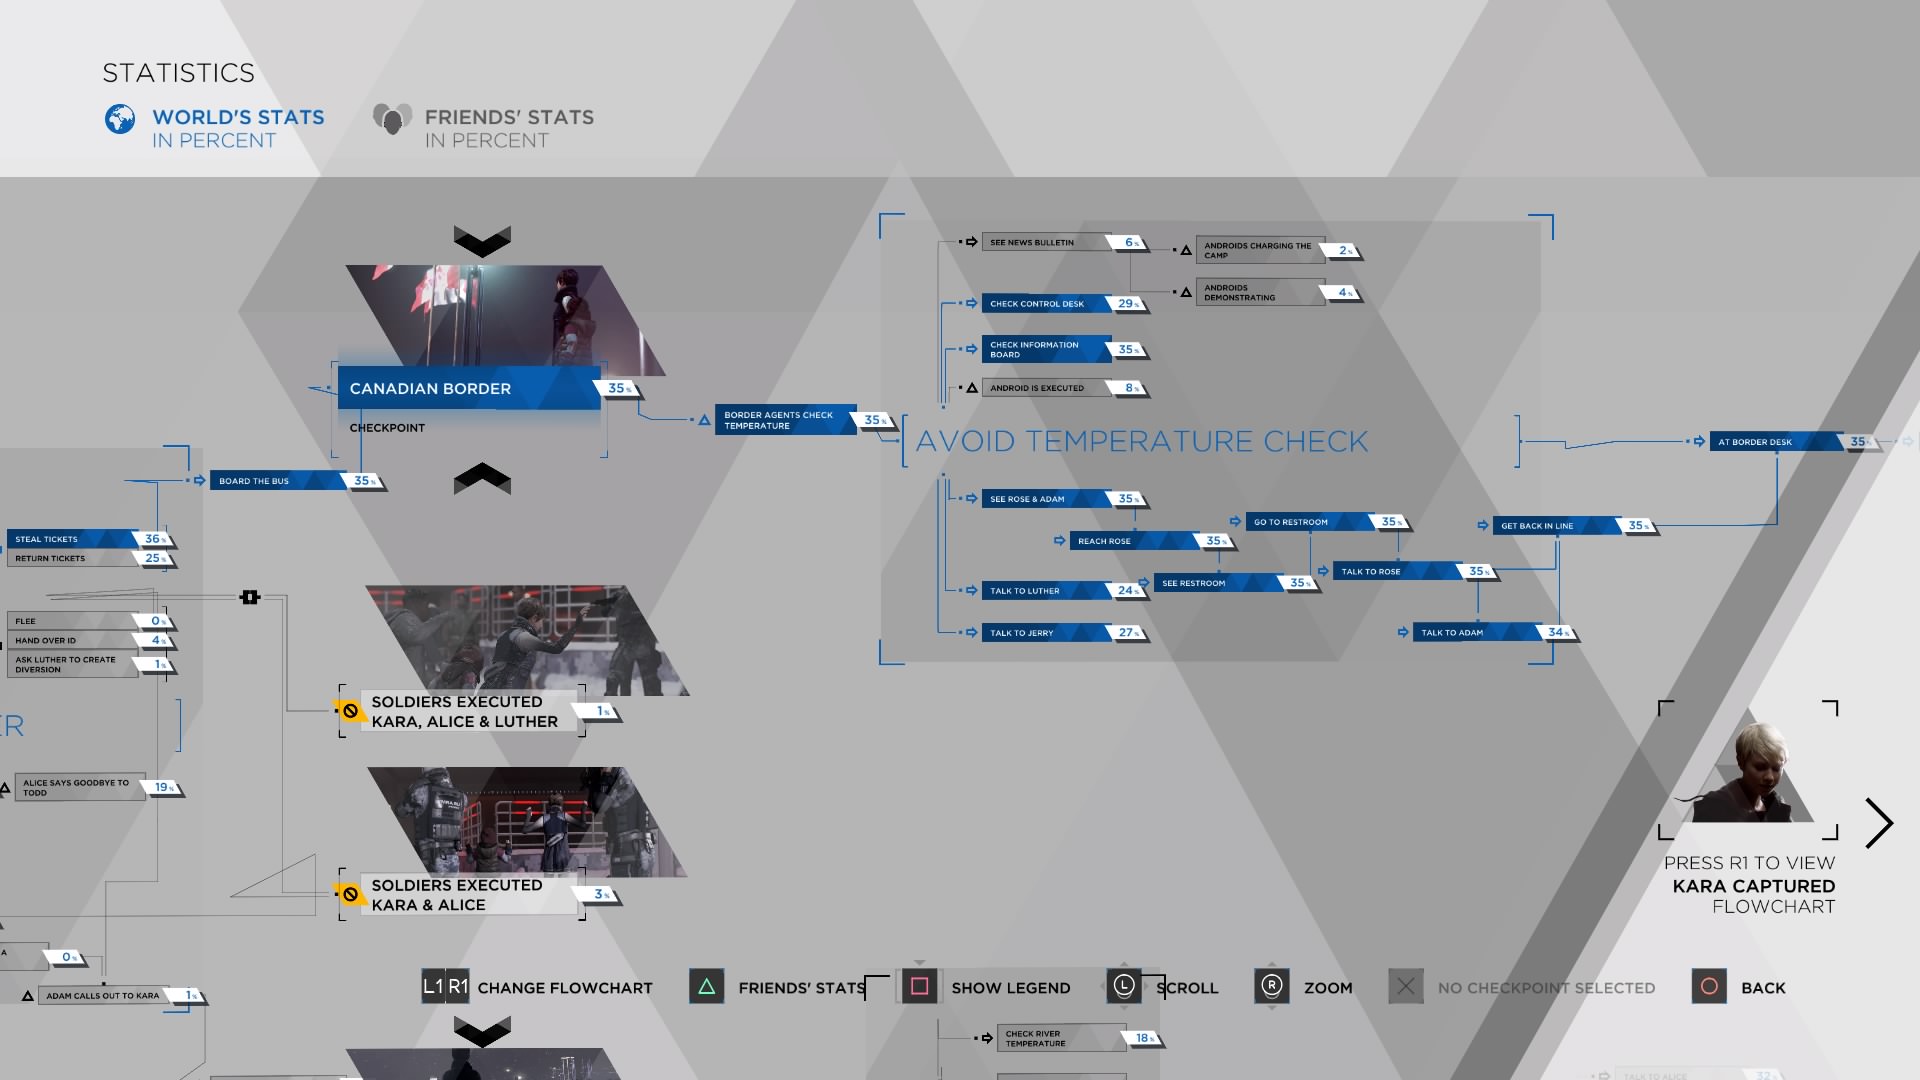 STATISTICS
WORLD'S STATS
IN PERCENT
FRIENDS' STATS
IN PERCENT
STEAL TICKETS 36%
RETURN TICKETS 25%
BOARD THE BUS 35%
FLEE 0%
HAND OVER ID 4%
ASK LUTHER TO CREATE
DIVERSION 1%
ER
ALICE SAYS GOODBYE TO
TODD 19%
A 0%
ADAM CALLS OUT TO KARA 1%
CANADIAN BORDER 35%
CHECKPOINT
SOLDIERS EXECUTED
KARA, ALICE & LUTHER 1%
SOLDIERS EXECUTED
KARA & ALICE 3%
BORDER AGENTS CHECK
TEMPERATURE 35%
SEE NEWS BULLETIN 6%
ANDROIDS CHARGING THE
CAMP 2%
ANDROIDS
DEMONSTRATING 4%
CHECK CONTROL DESK 29%
CHECK INFORMATION
BOARD 35%
ANDROID IS EXECUTED 8%
AVOID TEMPERATURE CHECK
AT BORDER DESK 35%
SEE ROSE & ADAM 35%
REACH ROSE 35%
GO TO RESTROOM 35%
GET BACK IN LINE 35%
SEE RESTROOM 35%
TALK TO ROSE 35%
TALK TO LUTHER 24%
TALK TO JERRY 27%
TALK TO ADAM 34%
PRESS R1 TO VIEW
KARA CAPTURED
FLOWCHART
L1 R1 CHANGE FLOWCHART
FRIENDS' STATS
SHOW LEGEND
L SCROLL
R ZOOM
NO CHECKPOINT SELECTED
BACK
CHECK RIVER
TEMPERATURE 18%
TALK TO ALICE 32%